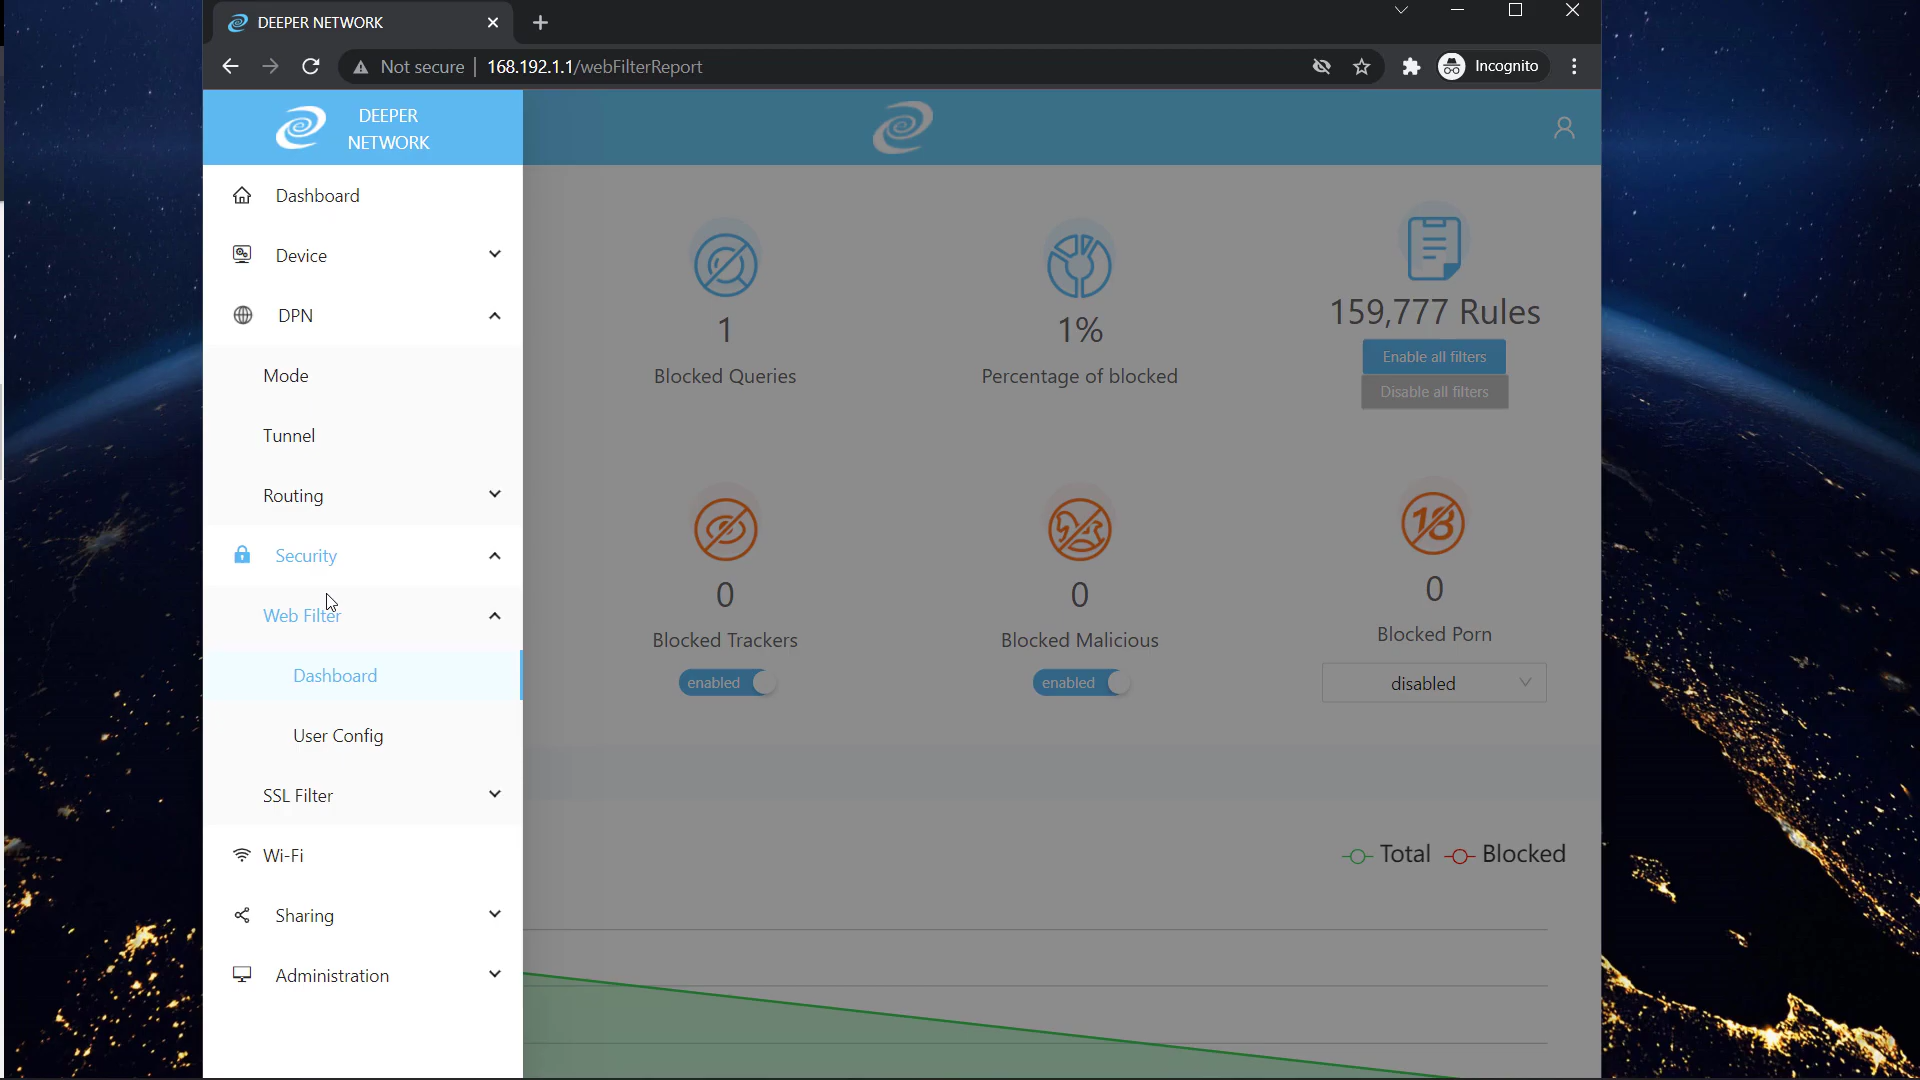 DEEPER NETWORK
Not secure
168.192.1.1/webFilterReport
Incognito
DEEPER
NETWORK
Dashboard
Device
DPN
Mode
Tunnel
Routing
Security
Web Filter
Dashboard
User Config
SSL Filter
Wi-Fi
Sharing
Administration
1
Blocked Queries
1%
Percentage of blocked
159,777 Rules
Enable all filters
Disable all filters
0
Blocked Trackers
enabled
0
Blocked Malicious
enabled
18
0
Blocked Porn
disabled
Total
Blocked